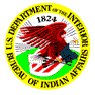 U.S. DEPARTMENT OF THE INTERIOR
1824
BUREAU OF INDIAN AFFAIRS